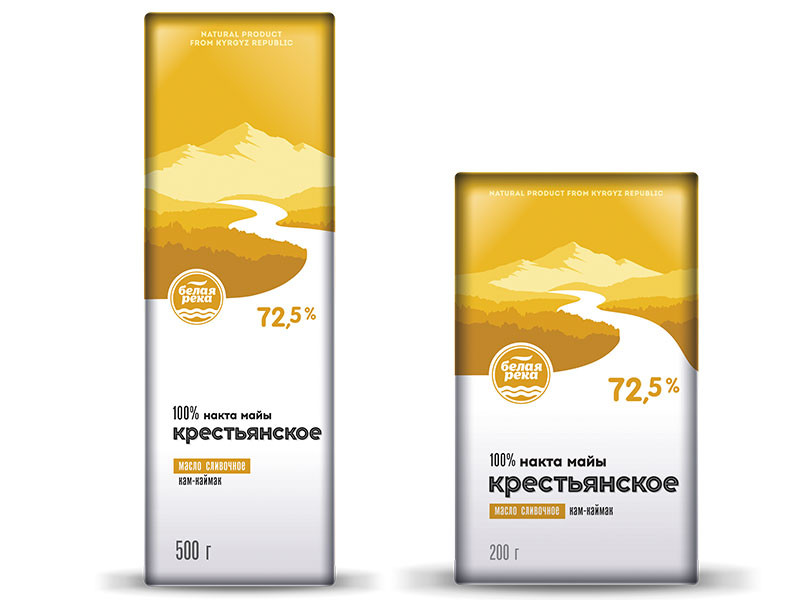 NATURAL PRODUCT
FROM KYRGYZ REPUBLIC
белая
река
72,5%
100% накта майы
крестьянское
масло сливочное
кам-каймак
500 г
NATURAL PRODUCT FROM KYRGYZ REPUBLIC
белая
река
72,5%
100% накта майы
крестьянское
масло сливочное кам-каймак
200 г